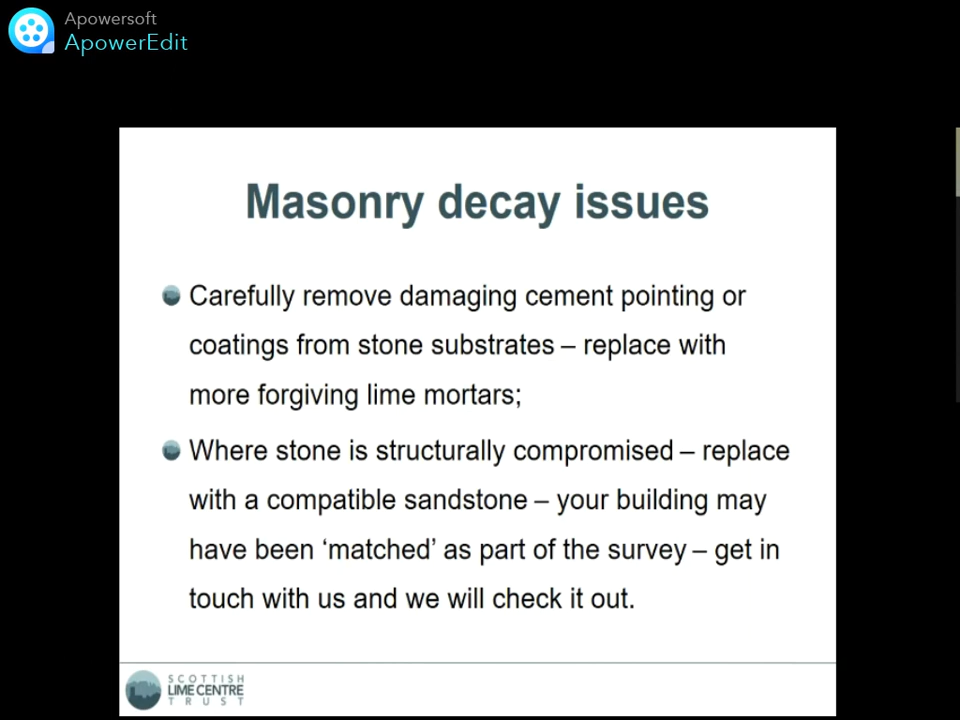 Apowersoft
ApowerEdit
Masonry decay issues
Carefully remove damaging cement pointing or
coatings from stone substrates – replace with
more forgiving lime mortars;
Where stone is structurally compromised – replace
with a compatible sandstone – your building may
have been ‘matched’ as part of the survey – get in
touch with us and we will check it out.
SCOTTISH
LIME CENTRE
TRUST